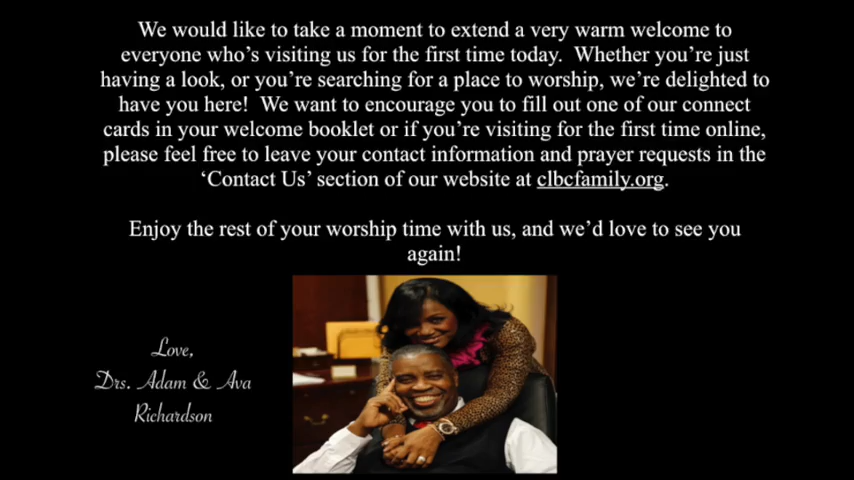 We would like to take a moment to extend a very warm welcome to
everyone who’s visiting us for the first time today.  Whether you’re just
having a look, or you’re searching for a place to worship, we’re delighted to
have you here!  We want to encourage you to fill out one of our connect
cards in your welcome booklet or if you’re visiting for the first time online,
please feel free to leave your contact information and prayer requests in the
‘Contact Us’ section of our website at clbcfamily.org.
Enjoy the rest of your worship time with us, and we’d love to see you
again!
Love,
Drs. Adam & Ava
Richardson